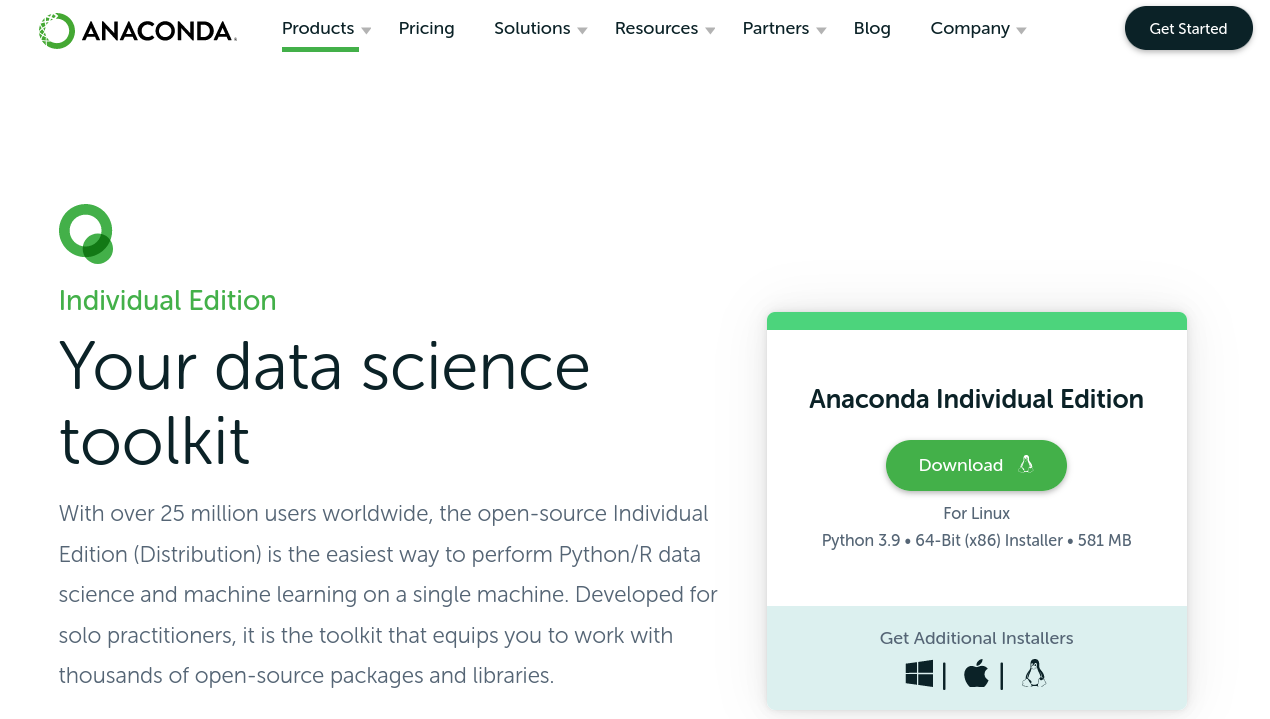 ANACONDA.
Products Pricing Solutions Resources Partners Blog Company Get Started
Individual Edition
Your data science
toolkit
With over 25 million users worldwide, the open-source Individual
Edition (Distribution) is the easiest way to perform Python/R data
science and machine learning on a single machine. Developed for
solo practitioners, it is the toolkit that equips you to work with
thousands of open-source packages and libraries.
Anaconda Individual Edition
Download
For Linux
Python 3.9 • 64-Bit (x86) Installer • 581 MB
Get Additional Installers
| |